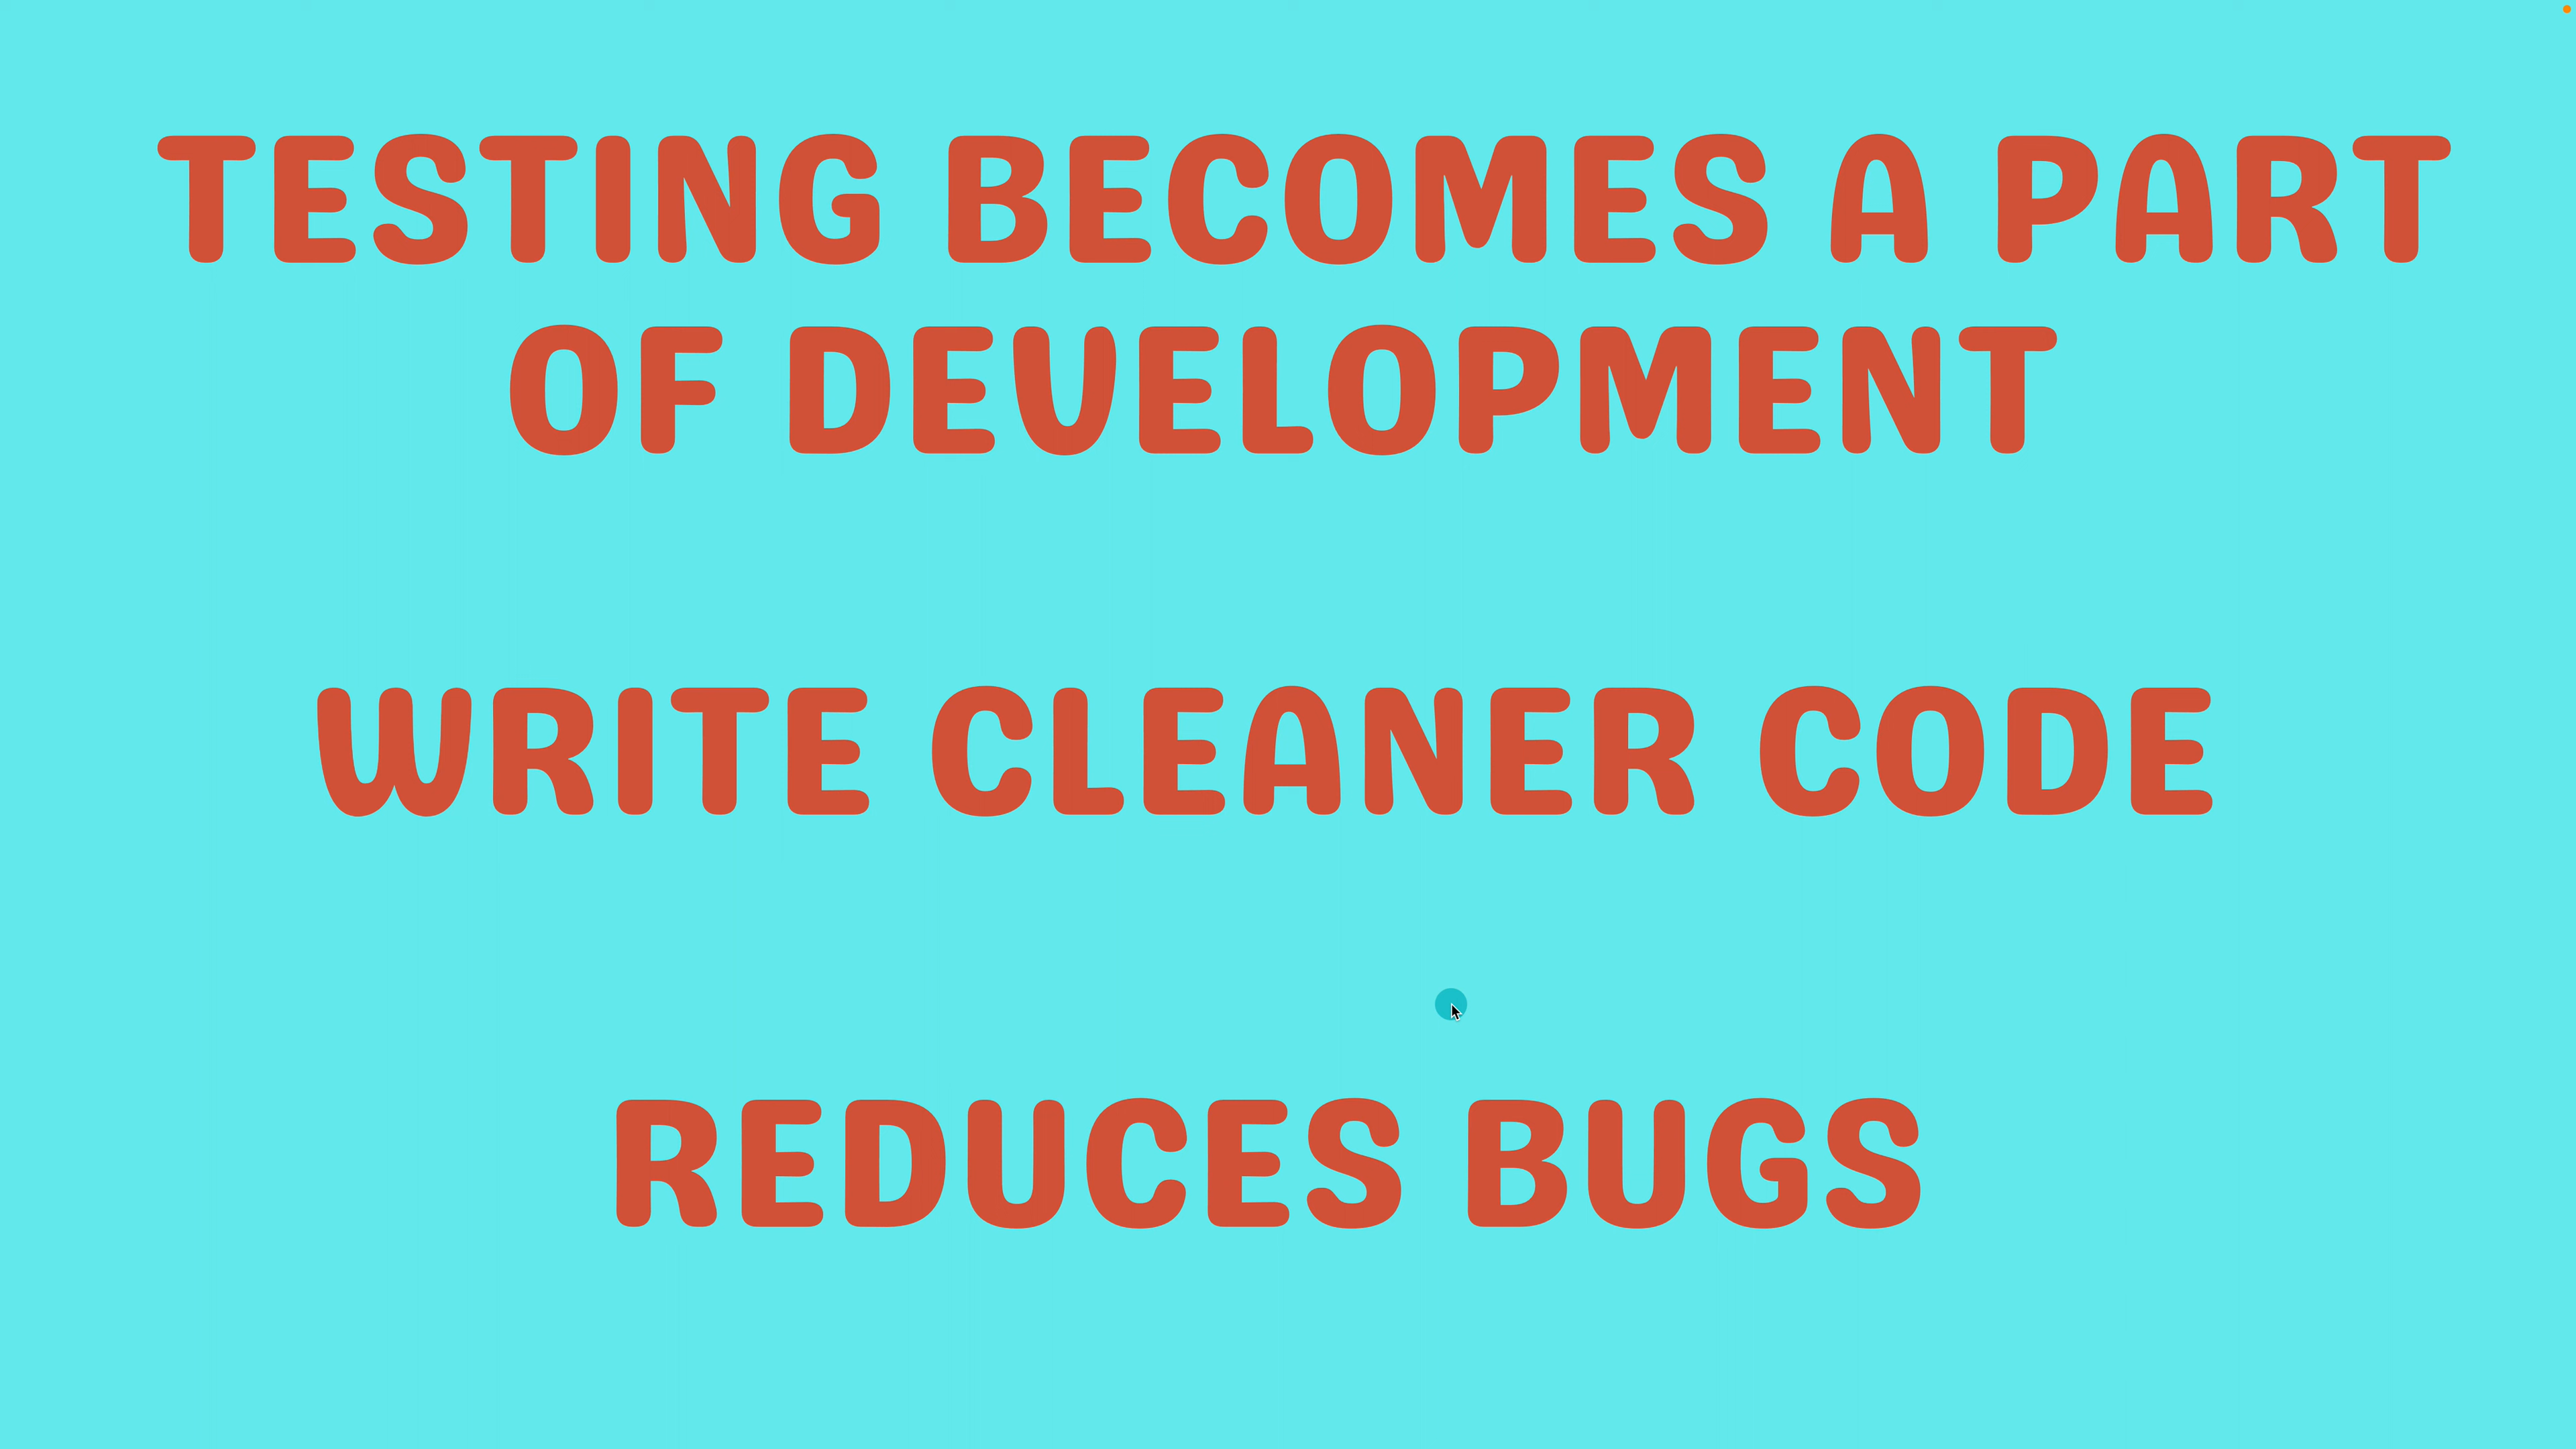 TESTING BECOMES A PART
OF DEVELOPMENT
WRITE CLEANER CODE
REDUCES BUGS